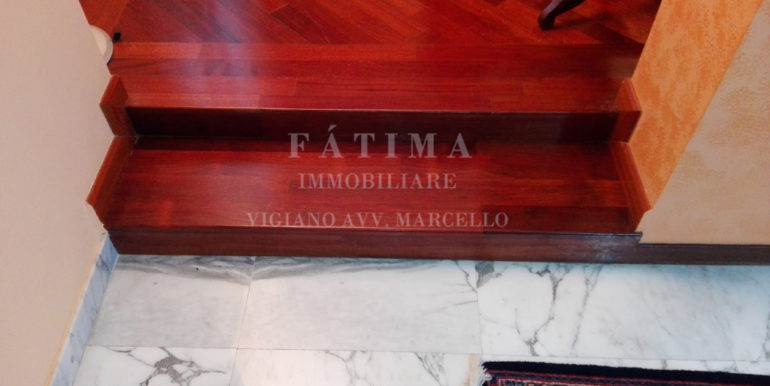 FÁTIMA
IMMOBILIARE
VIGIANO AVV. MARCELLO